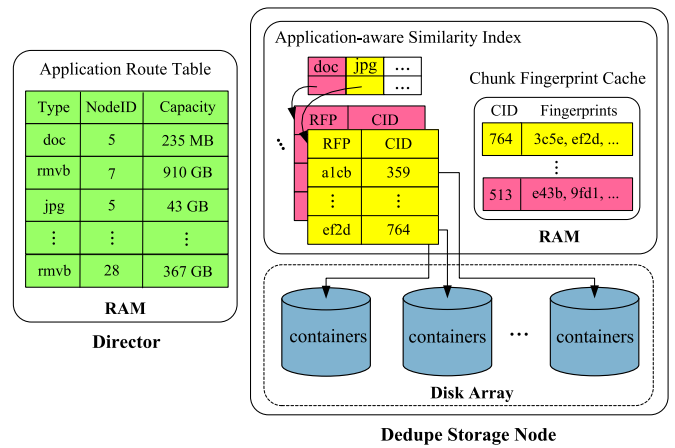 Application Route Table
Type NodeID Capacity
doc 5 235 MB
rmvb 7 910 GB
jpg 5 43 GB
⋮ ⋮ ⋮
rmvb 28 367 GB
RAM
Director
Application-aware Similarity Index
doc jpg ...
...
RFP CID
...
RFP CID
a1cb 359
⋮ ⋮
ef2d 764
Chunk Fingerprint Cache
CID Fingerprints
764 3c5e, ef2d, ...
⋮
513 e43b, 9fd1, ...
RAM
containers containers ... containers
Disk Array
Dedupe Storage Node